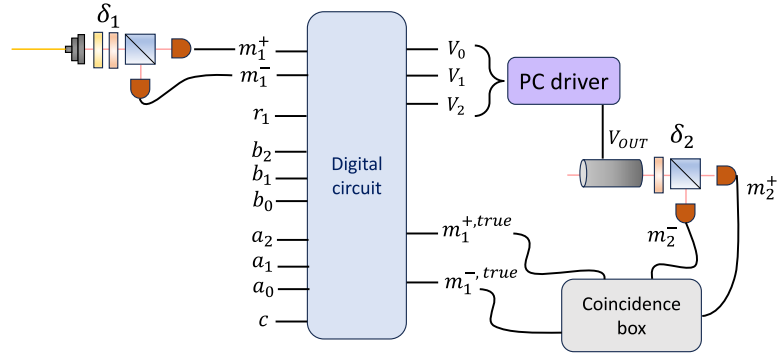 δ₁
m₁⁺
m₁⁻
r₁
b₂
b₁
b₀
a₂
a₁
a₀
c
Digital
circuit
V₀
V₁
V₂
PC driver
V_OUT
δ₂
m₂⁺
m₂⁻
m₁^{+,true}
m₁^{-,true}
Coincidence
box